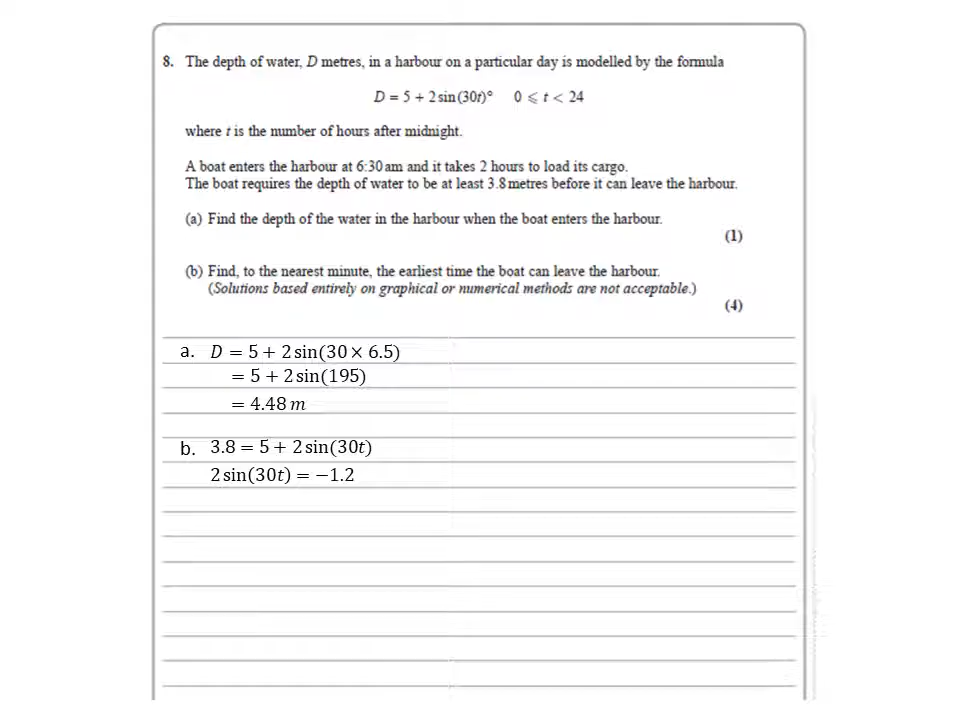 8. The depth of water, D metres, in a harbour on a particular day is modelled by the formula
D = 5 + 2 sin(30t)° 0 ⩽ t < 24
where t is the number of hours after midnight.
A boat enters the harbour at 6:30 am and it takes 2 hours to load its cargo.
The boat requires the depth of water to be at least 3.8 metres before it can leave the harbour.
(a) Find the depth of the water in the harbour when the boat enters the harbour.
(1)
(b) Find, to the nearest minute, the earliest time the boat can leave the harbour.
(Solutions based entirely on graphical or numerical methods are not acceptable.)
(4)
a. D = 5 + 2 sin(30 × 6.5)
= 5 + 2 sin(195)
= 4.48 m
b. 3.8 = 5 + 2 sin(30t)
2 sin(30t) = −1.2